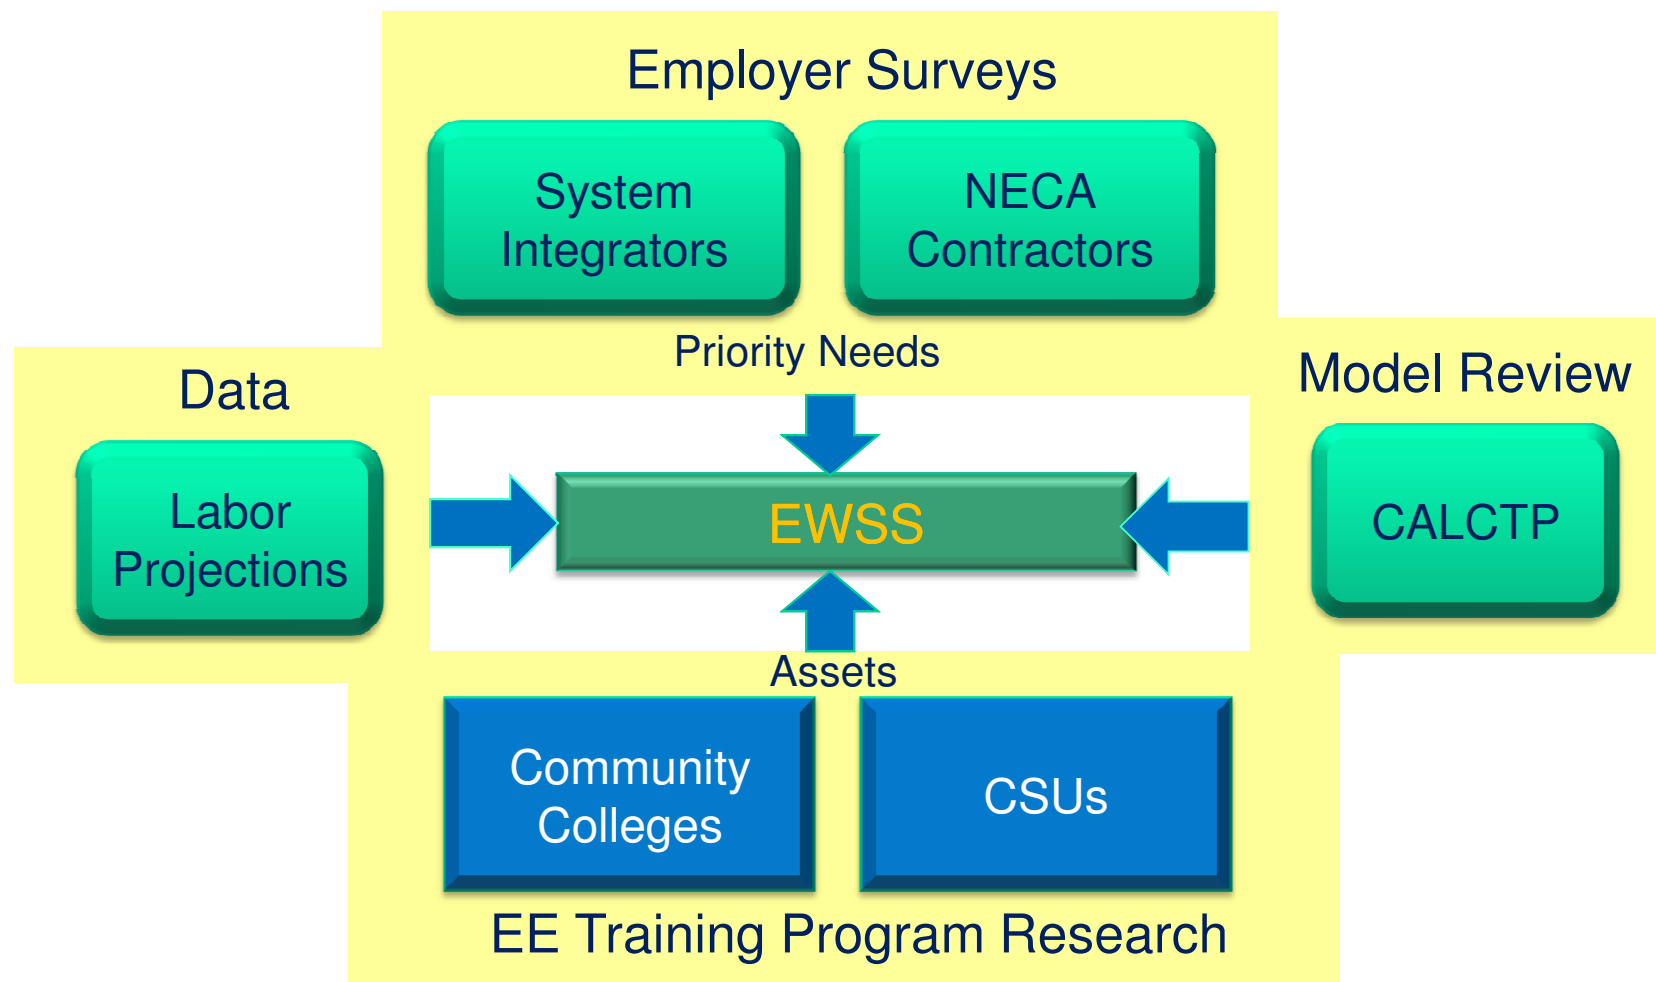 Employer Surveys
System
Integrators
NECA
Contractors
Priority Needs
Data
Labor
Projections
Model Review
CALCTP
EWSS
Assets
Community
Colleges
CSUs
EE Training Program Research